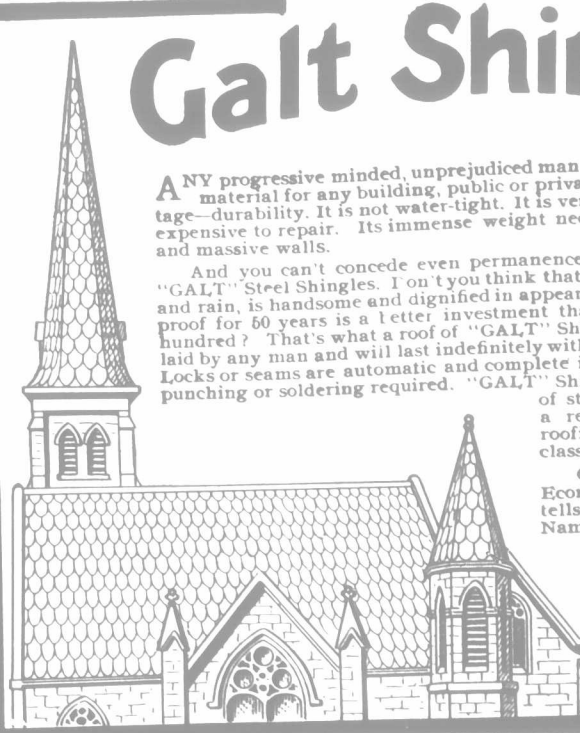 Galt Shi
ANY progressive minded, unprejudiced man
material for any building, public or priva
tage—durability. It is not water-tight. It is ve
expensive to repair. Its immense weight ne
and massive walls.
And you can't concede even permanence
"GALT" Steel Shingles. Don't you think that
and rain, is handsome and dignified in appear
proof for 50 years is a better investment tha
hundred? That's what a roof of "GALT" Sh
laid by any man and will last indefinitely with
Locks or seams are automatic and complete i
punching or soldering required. "GALT" Sh
of st
a re
roof
class
Econ
tells
Nam